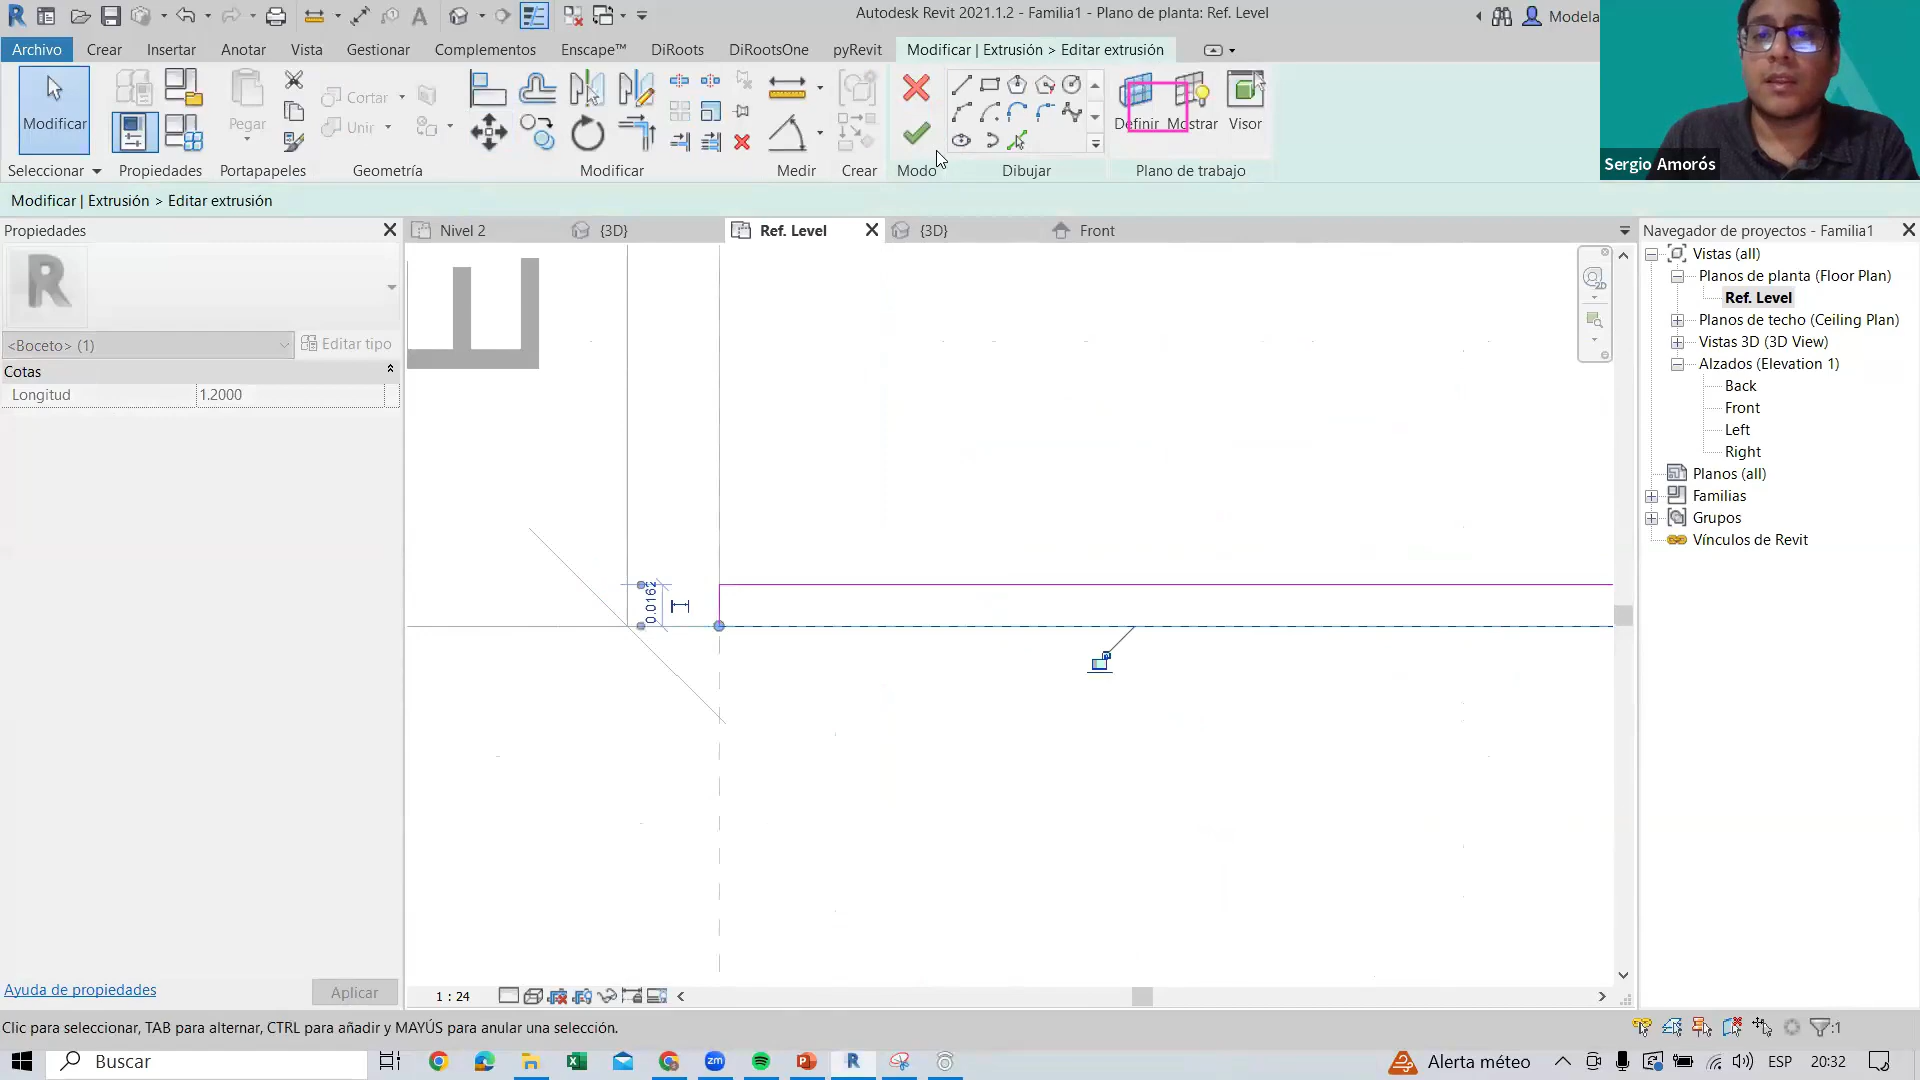 Autodesk Revit 2021.1.2 - Familia1 - Plano de planta: Ref. Level
Modela
Archivo Crear Insertar Anotar Vista Gestionar Complementos Enscape™ DiRoots DiRootsOne pyRevit Modificar | Extrusión > Editar extrusión
Modificar
Pegar
Cortar
Unir
Definir Mostrar Visor
Seleccionar Propiedades Portapapeles Geometría Modificar Medir Crear Modo Dibujar Plano de trabajo
Sergio Amorós
Modificar | Extrusión > Editar extrusión
Propiedades
Nivel 2 {3D} Ref. Level {3D} Front
Navegador de proyectos - Familia1
<Boceto> (1)
Editar tipo
Cotas
Longitud 1.2000
Vistas (all)
Planos de planta (Floor Plan)
Ref. Level
Planos de techo (Ceiling Plan)
Vistas 3D (3D View)
Alzados (Elevation 1)
Back
Front
Left
Right
Planos (all)
Familias
Grupos
Vínculos de Revit
0.0162
Ayuda de propiedades
Aplicar
1 : 24
Clic para seleccionar, TAB para alternar, CTRL para añadir y MAYÚS para anular una selección.
:1
Buscar
Alerta méteo
ESP
20:32